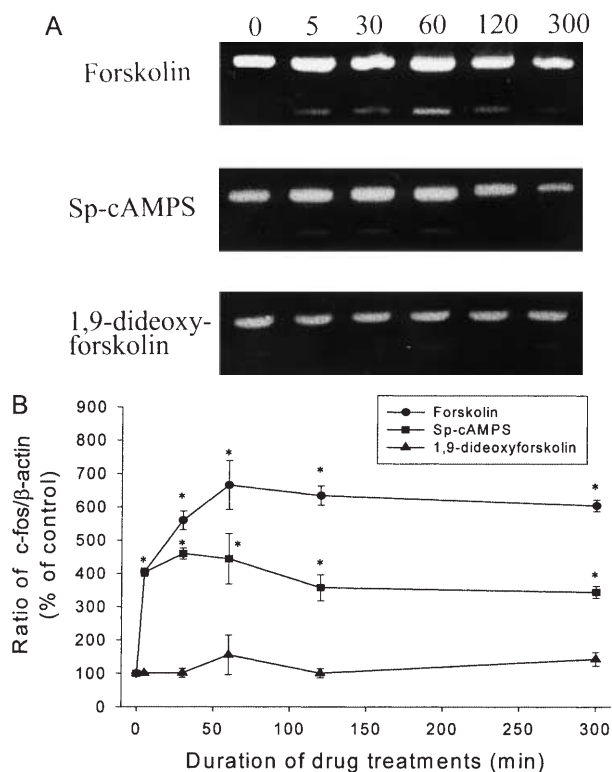 A
0 5 30 60 120 300
Forskolin
Sp-cAMPS
1,9-dideoxy-
forskolin
B
900
800
700
600
500
400
300
200
100
0
Ratio of c-fos/β-actin
(% of control)
Forskolin
Sp-cAMPS
1,9-dideoxyforskolin
* * * * * * * * *
0 50 100 150 200 250 300
Duration of drug treatments (min)